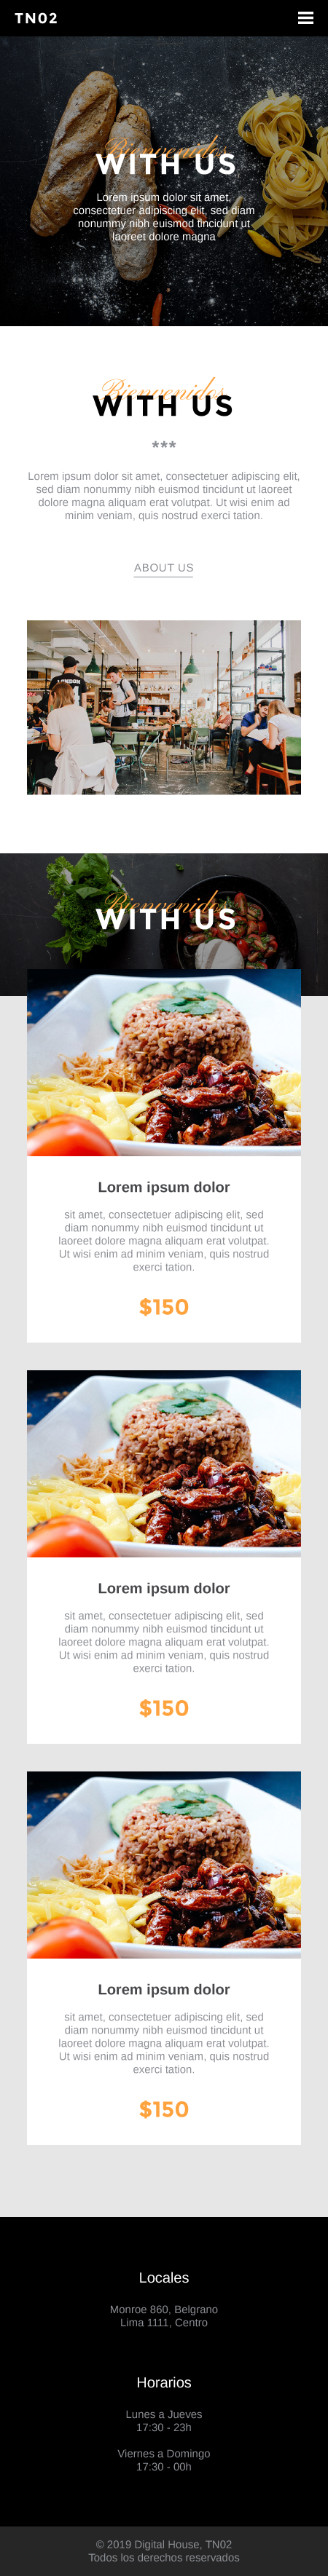 TN02
Bienvenidos
WITH US
Lorem ipsum dolor sit amet,
consectetuer adipiscing elit, sed diam
nonummy nibh euismod tincidunt ut
laoreet dolore magna
Bienvenidos
WITH US
***
Lorem ipsum dolor sit amet, consectetuer adipiscing elit,
sed diam nonummy nibh euismod tincidunt ut laoreet
dolore magna aliquam erat volutpat. Ut wisi enim ad
minim veniam, quis nostrud exerci tation.
ABOUT US
LONDON
Bienvenidos
WITH US
Lorem ipsum dolor
sit amet, consectetuer adipiscing elit, sed
diam nonummy nibh euismod tincidunt ut
laoreet dolore magna aliquam erat volutpat.
Ut wisi enim ad minim veniam, quis nostrud
exerci tation.
$150
Lorem ipsum dolor
sit amet, consectetuer adipiscing elit, sed
diam nonummy nibh euismod tincidunt ut
laoreet dolore magna aliquam erat volutpat.
Ut wisi enim ad minim veniam, quis nostrud
exerci tation.
$150
Lorem ipsum dolor
sit amet, consectetuer adipiscing elit, sed
diam nonummy nibh euismod tincidunt ut
laoreet dolore magna aliquam erat volutpat.
Ut wisi enim ad minim veniam, quis nostrud
exerci tation.
$150
Locales
Monroe 860, Belgrano
Lima 1111, Centro
Horarios
Lunes a Jueves
17:30 - 23h
Viernes a Domingo
17:30 - 00h
© 2019 Digital House, TN02
Todos los derechos reservados